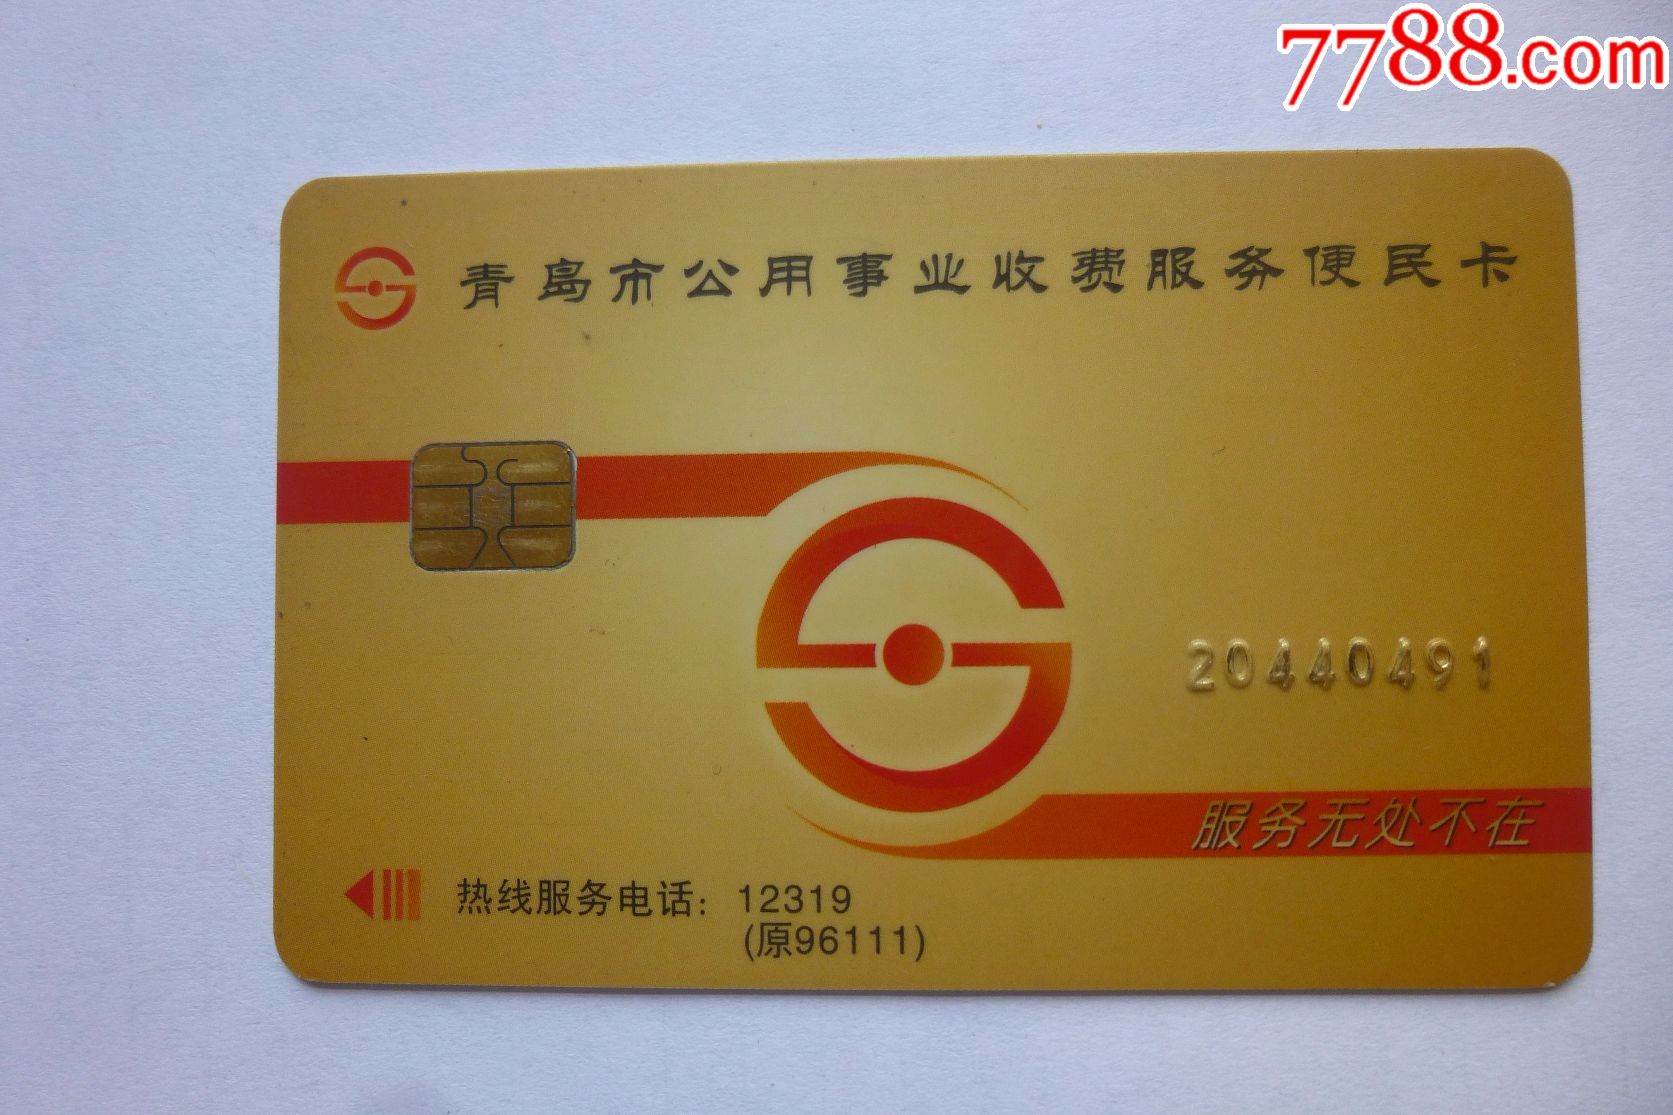 7788.com
青岛市公用事业收费服务便民卡
20440491
服务无处不在
热线服务电话：12319
(原96111)